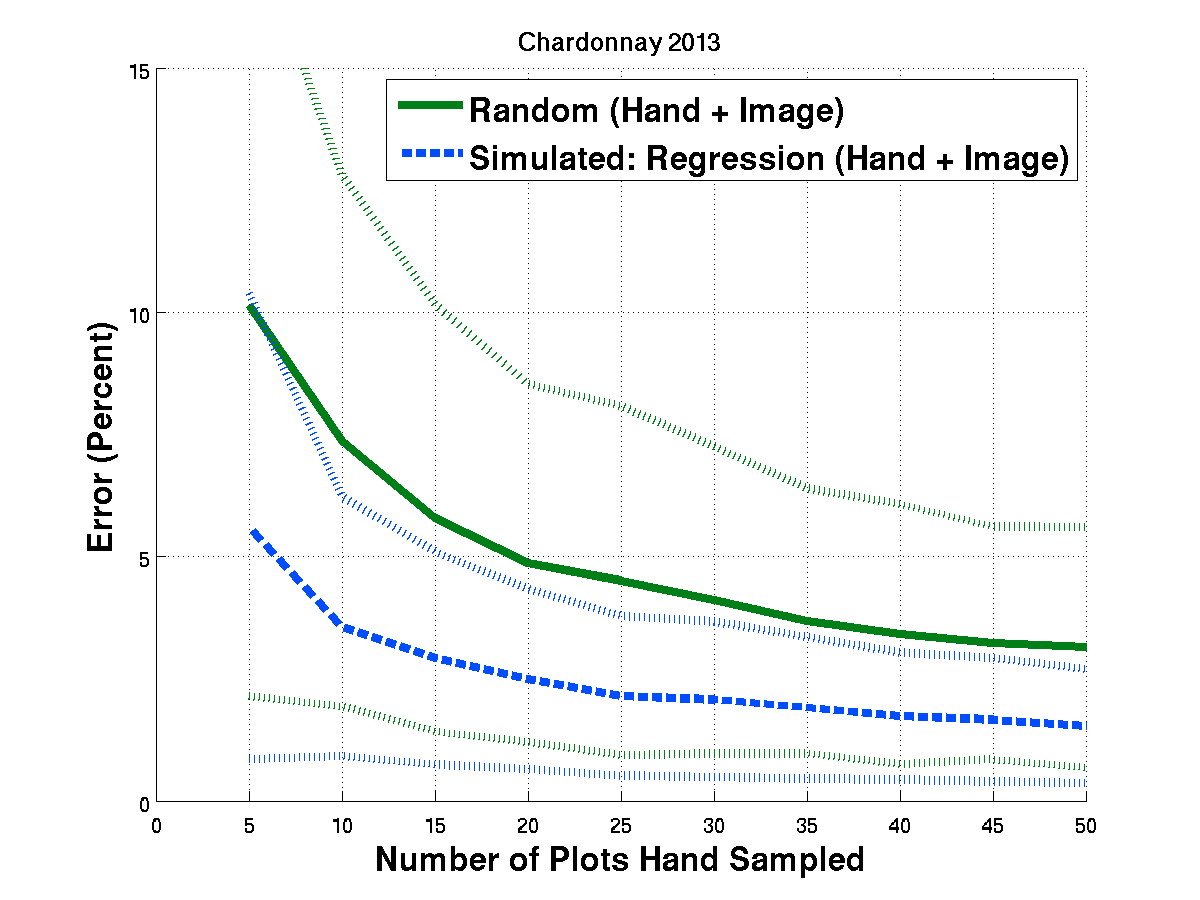 Chardonnay 2013
Random (Hand + Image)
Simulated: Regression (Hand + Image)
15
10
5
0
Error (Percent)
0 5 10 15 20 25 30 35 40 45 50
Number of Plots Hand Sampled